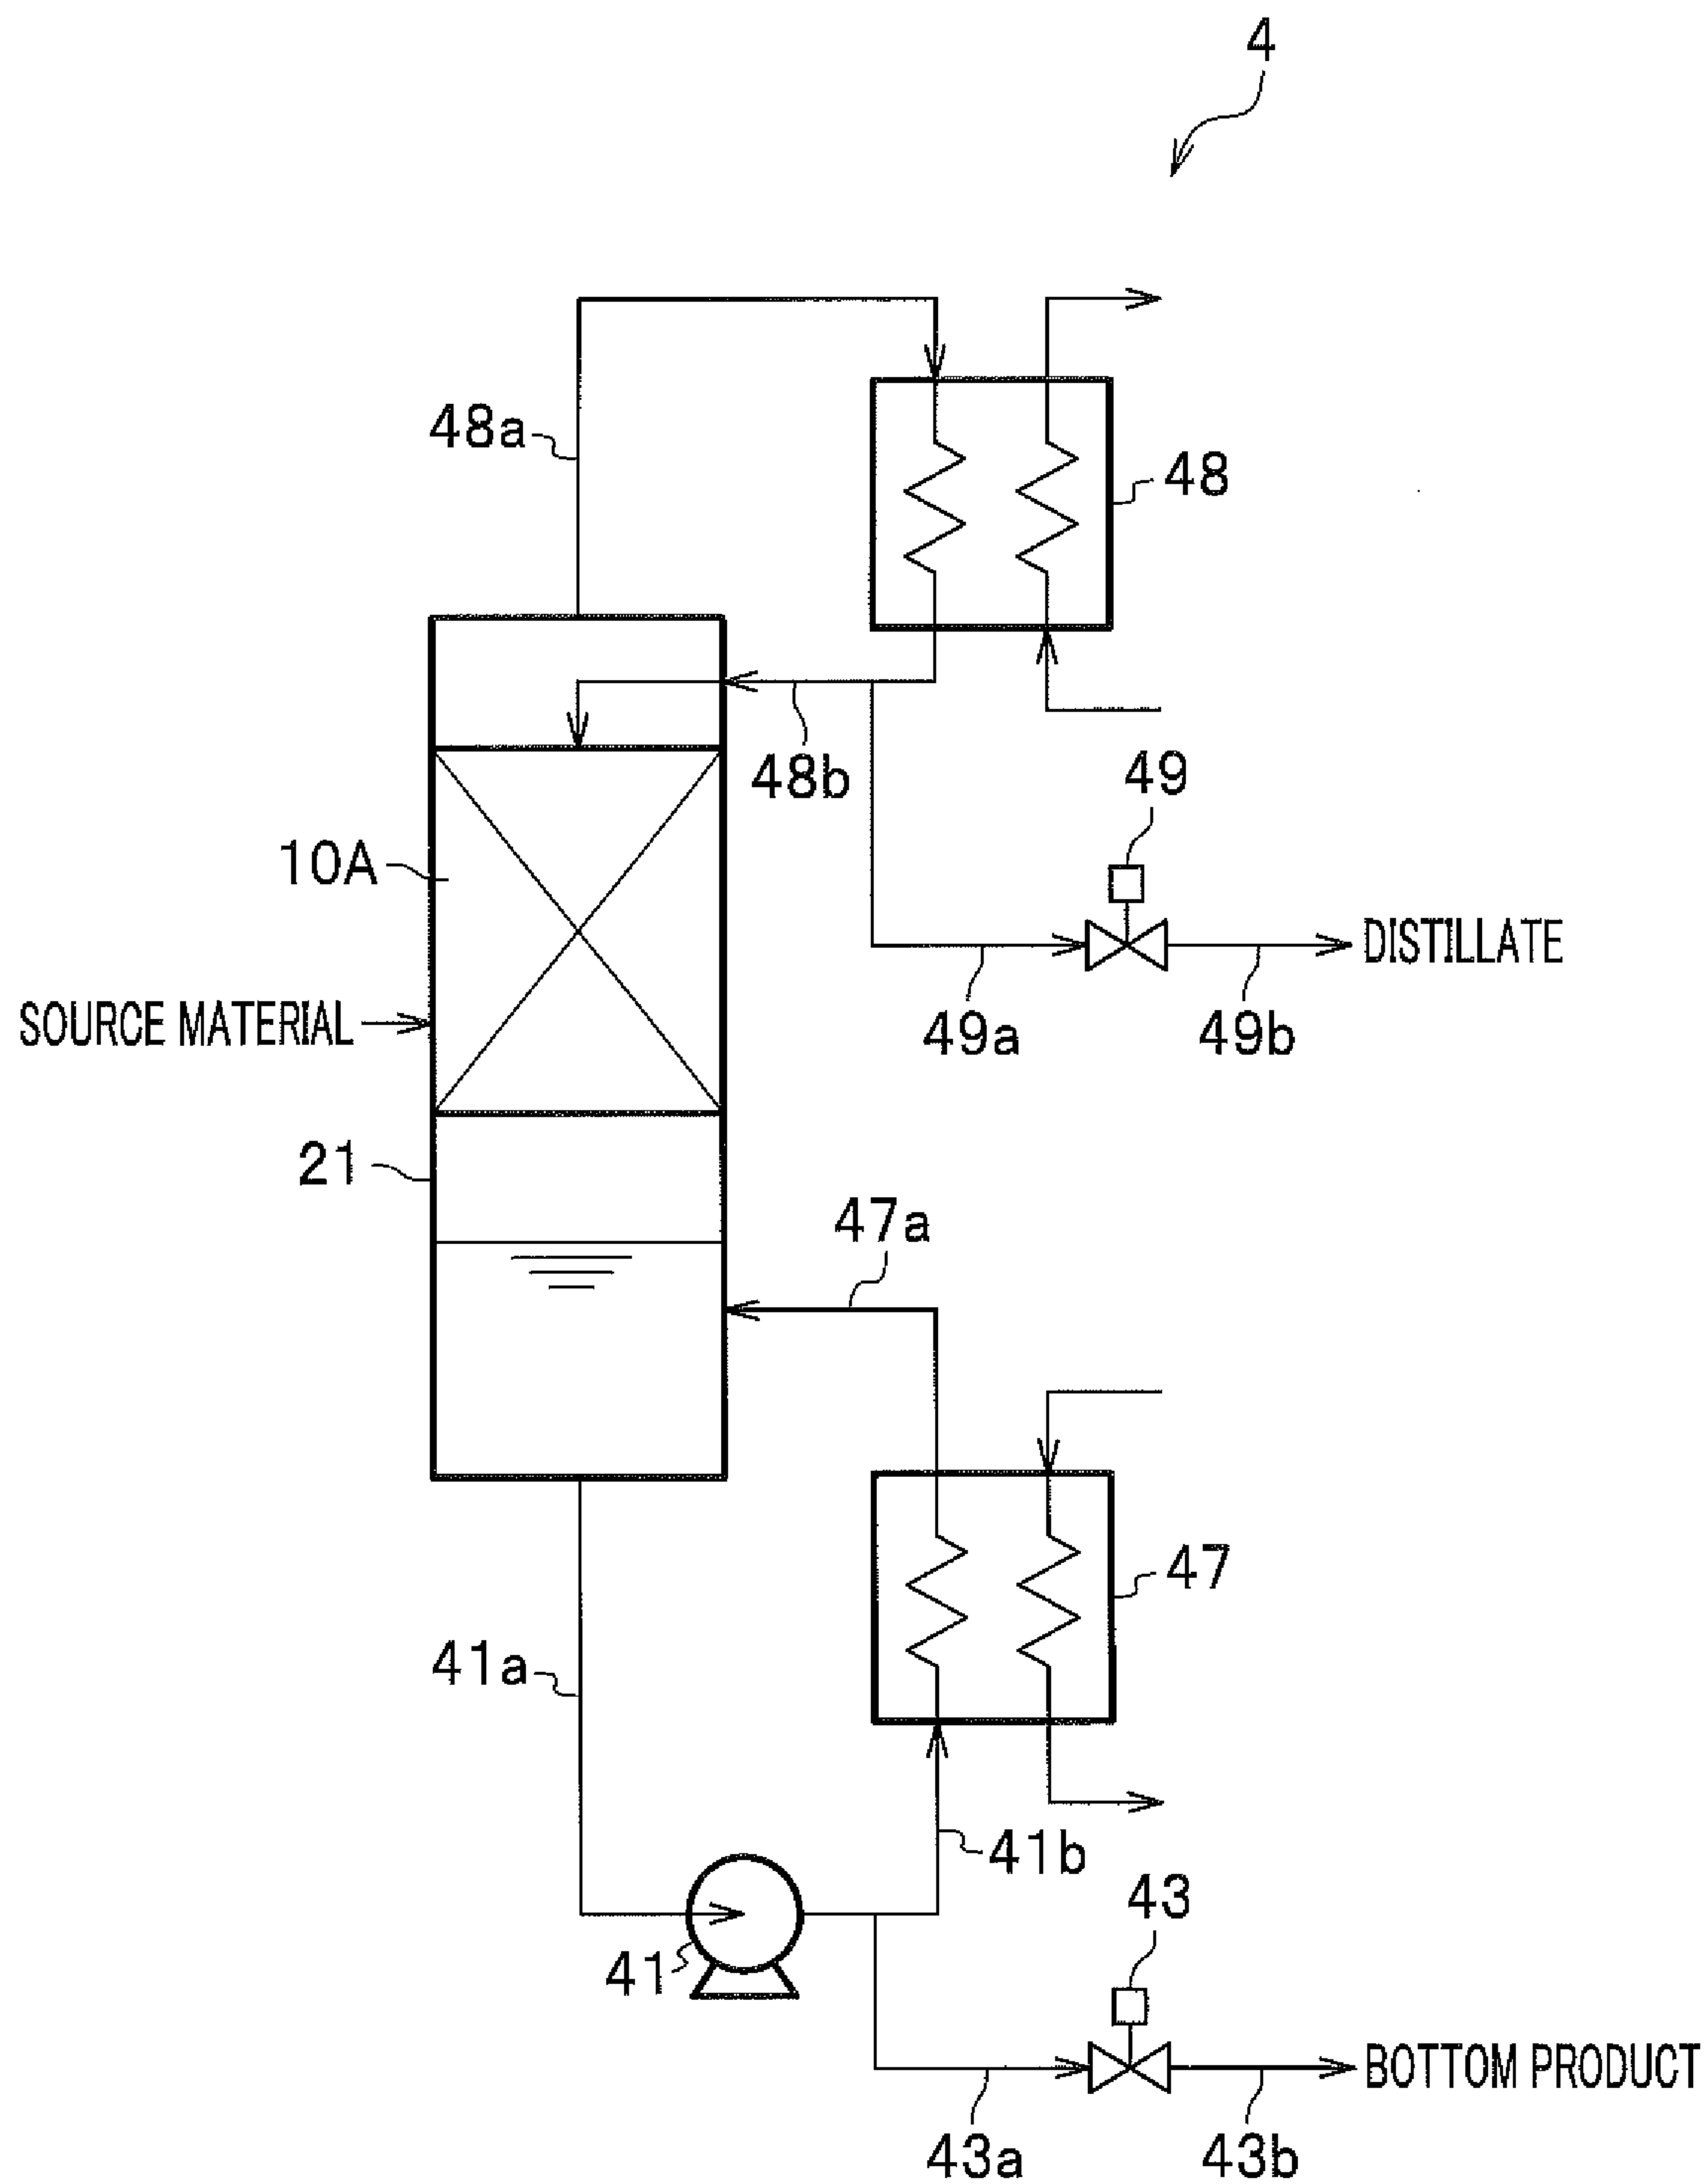 4
48a
48
48b
49
10A
DISTILLATE
SOURCE MATERIAL
49a
49b
21
47a
47
41a
41b
43
41
BOTTOM PRODUCT
43a
43b